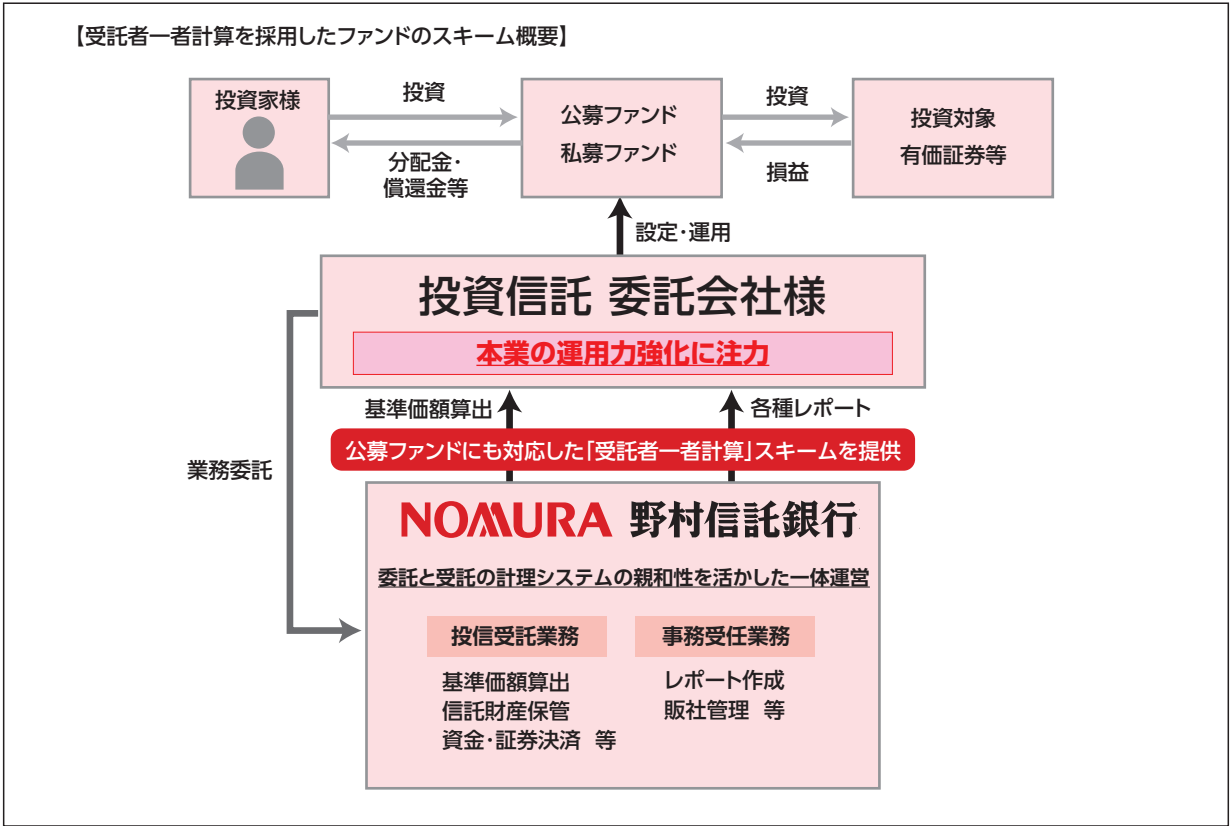 【受託者一者計算を採用したファンドのスキーム概要】
投資家様
投資
分配金・
償還金等
公募ファンド
私募ファンド
投資
損益
投資対象
有価証券等
設定・運用
投資信託 委託会社様
本業の運用力強化に注力
基準価額算出
各種レポート
公募ファンドにも対応した「受託者一者計算」スキームを提供
業務委託
NOMURA 野村信託銀行
委託と受託の計理システムの親和性を活かした一体運営
投信受託業務
基準価額算出
信託財産保管
資金・証券決済 等
事務受任業務
レポート作成
販社管理 等